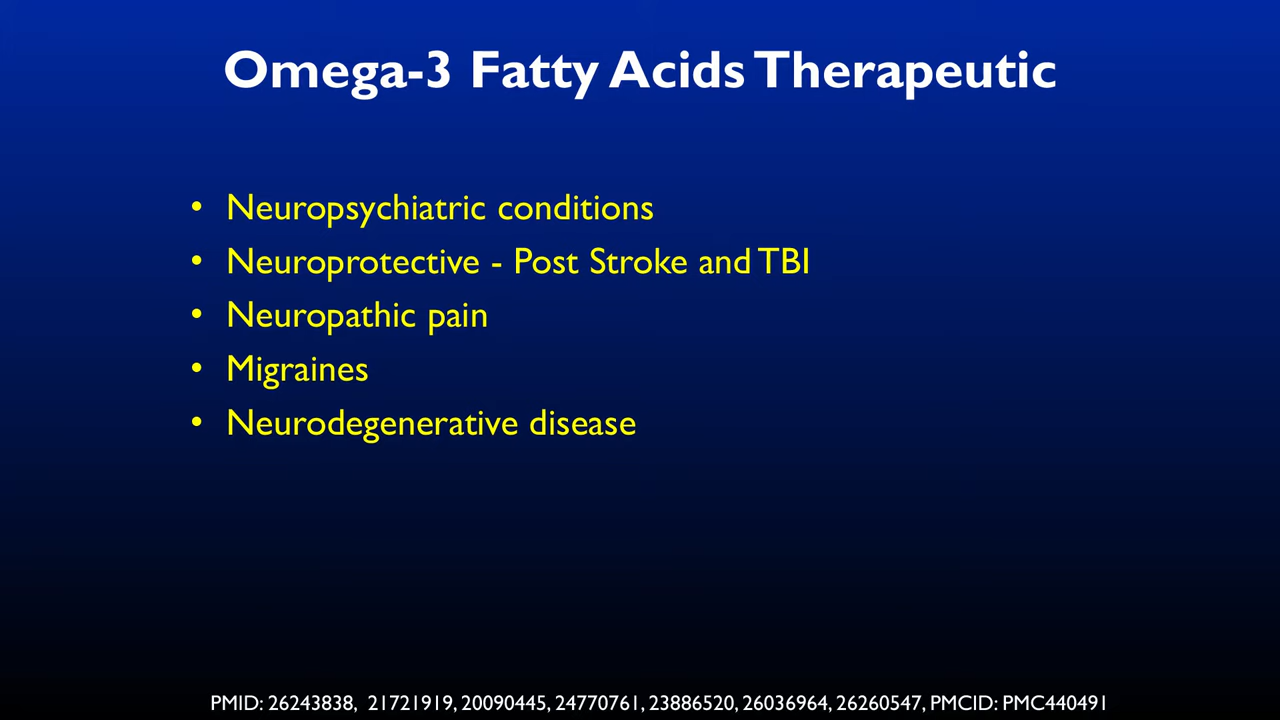 Omega-3 Fatty Acids Therapeutic
• Neuropsychiatric conditions
• Neuroprotective - Post Stroke and TBI
• Neuropathic pain
• Migraines
• Neurodegenerative disease
PMID: 26243838, 21721919, 20090445, 24770761, 23886520, 26036964, 26260547, PMCID: PMC440491